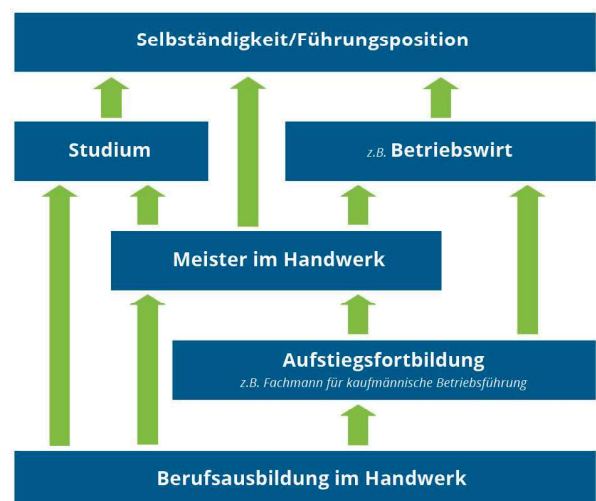 Selbständigkeit/Führungsposition
Studium
z.B. Betriebswirt
Meister im Handwerk
Aufstiegsfortbildung
z.B. Fachmann für kaufmännische Betriebsführung
Berufsausbildung im Handwerk